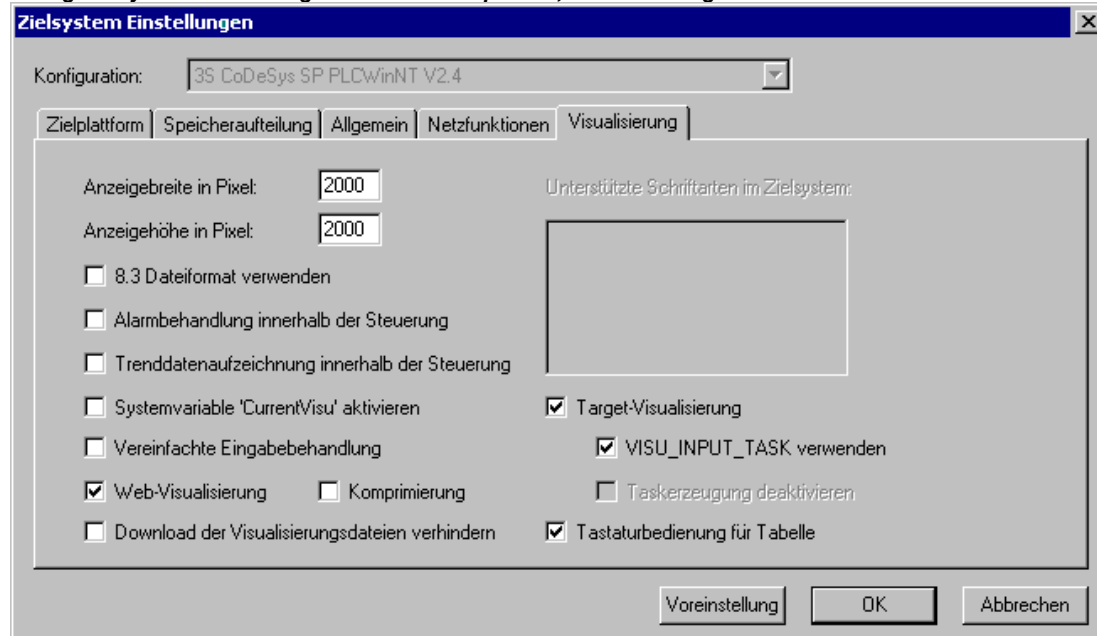 Zielsystem Einstellungen
Konfiguration: 3S CoDeSys SP PLCWinNT V2.4
Zielplattform Speicheraufteilung Allgemein Netzfunktionen Visualisierung
Anzeigebreite in Pixel: 2000 Unterstützte Schriftarten im Zielsystem:
Anzeigehöhe in Pixel: 2000
8.3 Dateiformat verwenden
Alarmbehandlung innerhalb der Steuerung
Trenddatenaufzeichnung innerhalb der Steuerung
Systemvariable 'CurrentVisu' aktivieren Target-Visualisierung
Vereinfachte Eingabebehandlung VISU_INPUT_TASK verwenden
Web-Visualisierung Komprimierung Taskerzeugung deaktivieren
Download der Visualisierungsdateien verhindern Tastaturbedienung für Tabelle
Voreinstellung OK Abbrechen